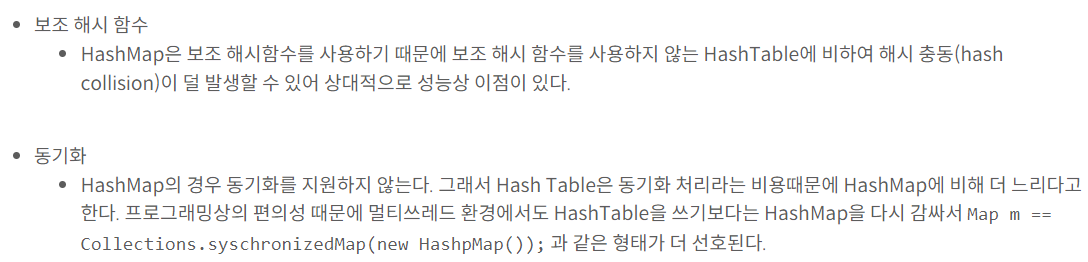 보조 해시 함수
HashMap은 보조 해시함수를 사용하기 때문에 보조 해시 함수를 사용하지 않는 HashTable에 비하여 해시 충돌(hash
collision)이 덜 발생할 수 있어 상대적으로 성능상 이점이 있다.
동기화
HashMap의 경우 동기화를 지원하지 않는다. 그래서 Hash Table은 동기화 처리라는 비용때문에 HashMap에 비해 더 느리다고
한다. 프로그래밍상의 편의성 때문에 멀티쓰레드 환경에서도 HashTable을 쓰기보다는 HashMap을 다시 감싸서 Map m ==
Collections.syschronizedMap(new HashpMap()); 과 같은 형태가 더 선호된다.